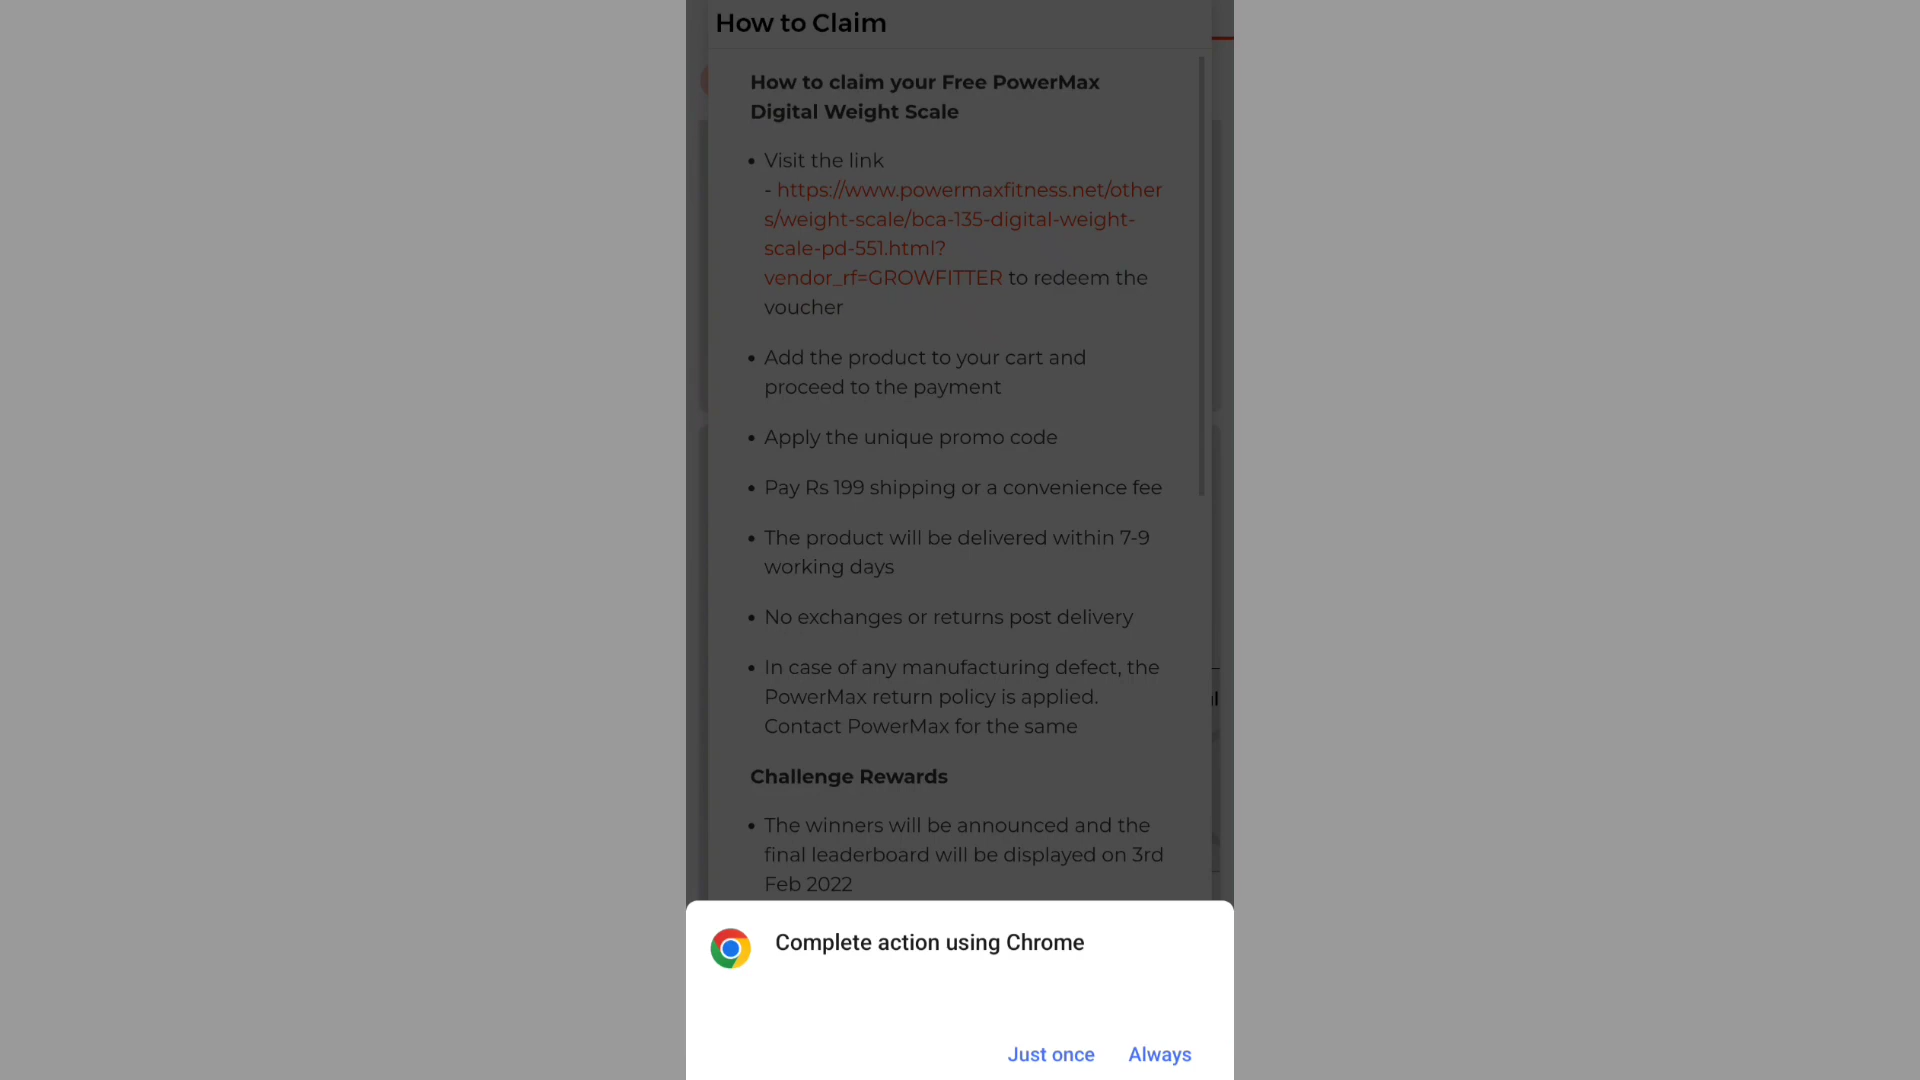 How to Claim
How to claim your Free PowerMax
Digital Weight Scale
• Visit the link
- https://www.powermaxfitness.net/other
s/weight-scale/bca-135-digital-weight-
scale-pd-551.html?
vendor_rf=GROWFITTER to redeem the
voucher
• Add the product to your cart and
proceed to the payment
• Apply the unique promo code
• Pay Rs 199 shipping or a convenience fee
• The product will be delivered within 7-9
working days
• No exchanges or returns post delivery
• In case of any manufacturing defect, the
PowerMax return policy is applied.
Contact PowerMax for the same
Challenge Rewards
• The winners will be announced and the
final leaderboard will be displayed on 3rd
Feb 2022
Complete action using Chrome
Just once Always